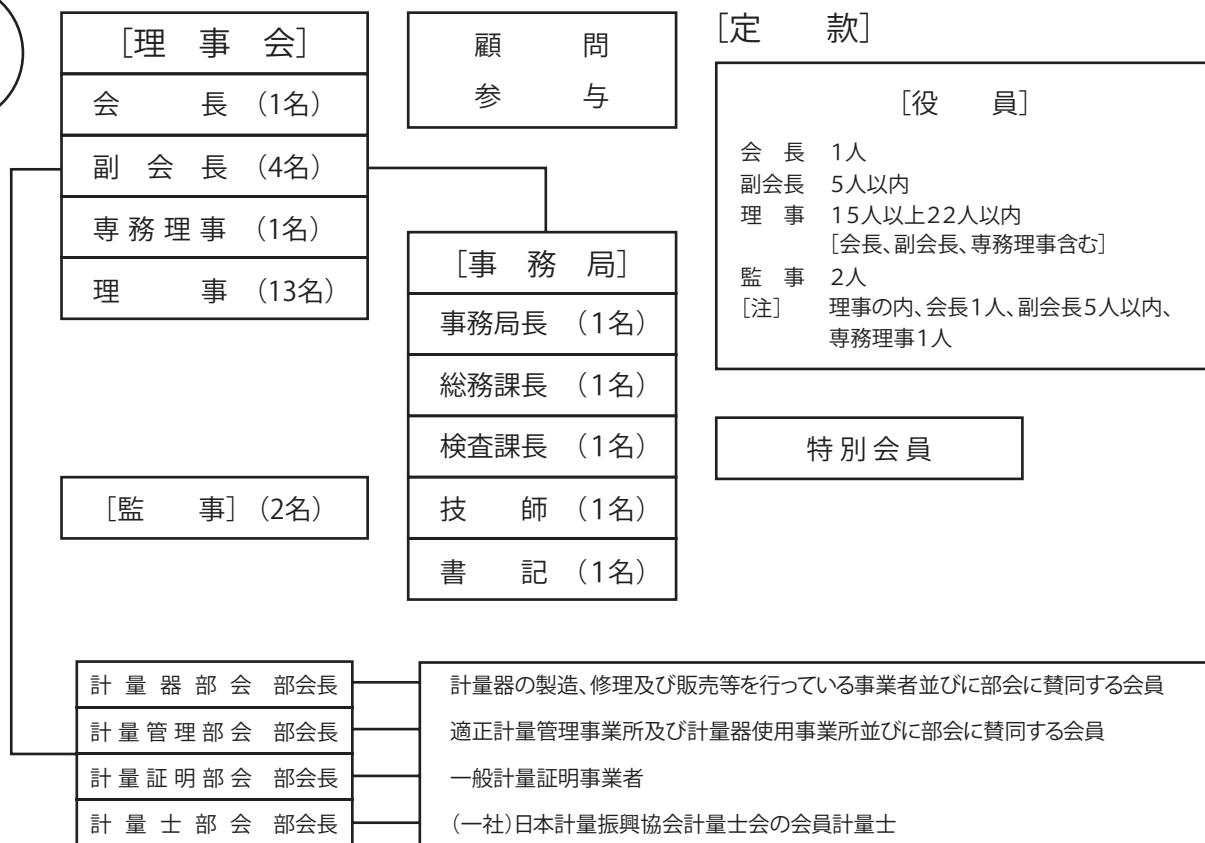 ［理 事 会］
会 長 （1名）
副 会 長 （4名）
専務理事 （1名）
理 事 （13名）
［監 事］（2名）
顧 問
参 与
［事 務 局］
事務局長 （1名）
総務課長 （1名）
検査課長 （1名）
技 師 （1名）
書 記 （1名）
［定 款］
［役 員］
会 長 1人
副会長 5人以内
理 事 15人以上22人以内
［会長、副会長、専務理事含む］
監 事 2人
［注］ 理事の内、会長1人、副会長5人以内、
専務理事1人
特別会員
計量器部会 部会長 計量器の製造、修理及び販売等を行っている事業者並びに部会に賛同する会員
計量管理部会 部会長 適正計量管理事業所及び計量器使用事業所並びに部会に賛同する会員
計量証明部会 部会長 一般計量証明事業者
計量士部会 部会長 （一社）日本計量振興協会計量士会の会員計量士